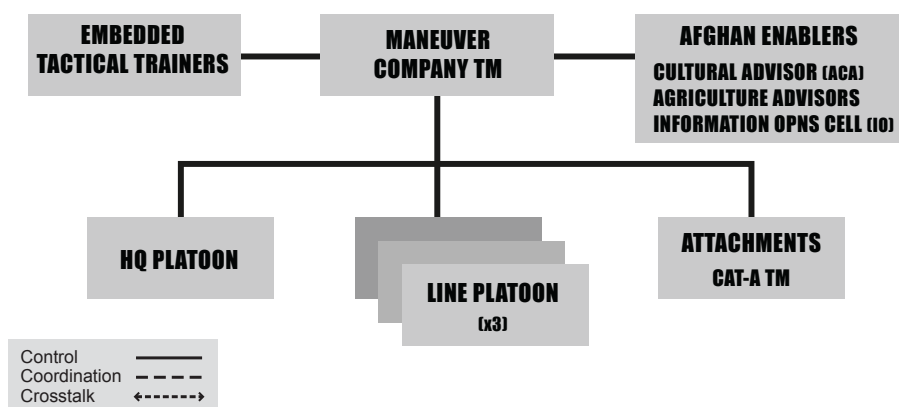 EMBEDDED
TACTICAL TRAINERS
MANEUVER
COMPANY TM
AFGHAN ENABLERS
CULTURAL ADVISOR (ACA)
AGRICULTURE ADVISORS
INFORMATION OPNS CELL (IO)
HQ PLATOON
LINE PLATOON
(x3)
ATTACHMENTS
CAT-A TM
Control
Coordination
Crosstalk